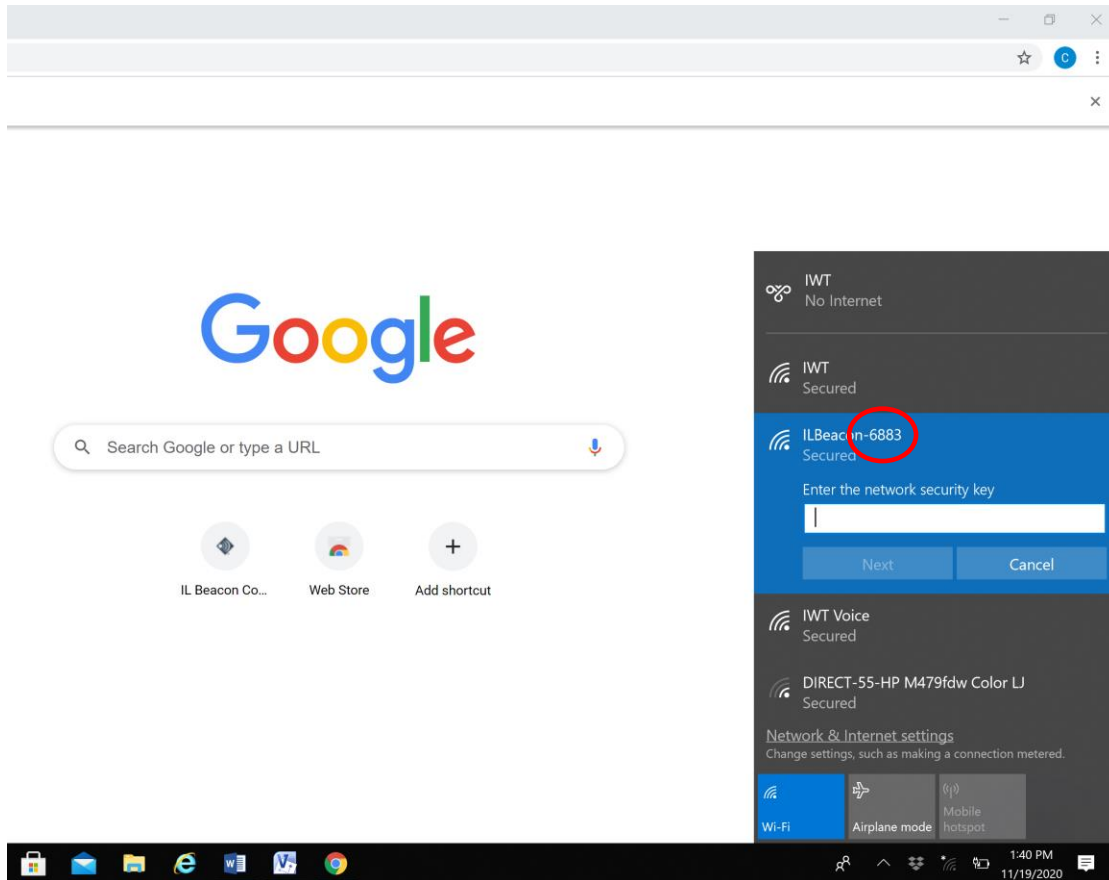 C
Google
Search Google or type a URL
IL Beacon Co...
Web Store
Add shortcut
IWT
No Internet
IWT
Secured
ILBeacon-6883
Secured
Enter the network security key
Next
Cancel
IWT Voice
Secured
DIRECT-55-HP M479fdw Color LJ
Secured
Network & Internet settings
Change settings, such as making a connection metered.
Wi-Fi
Airplane mode
Mobile
hotspot
1:40 PM
11/19/2020